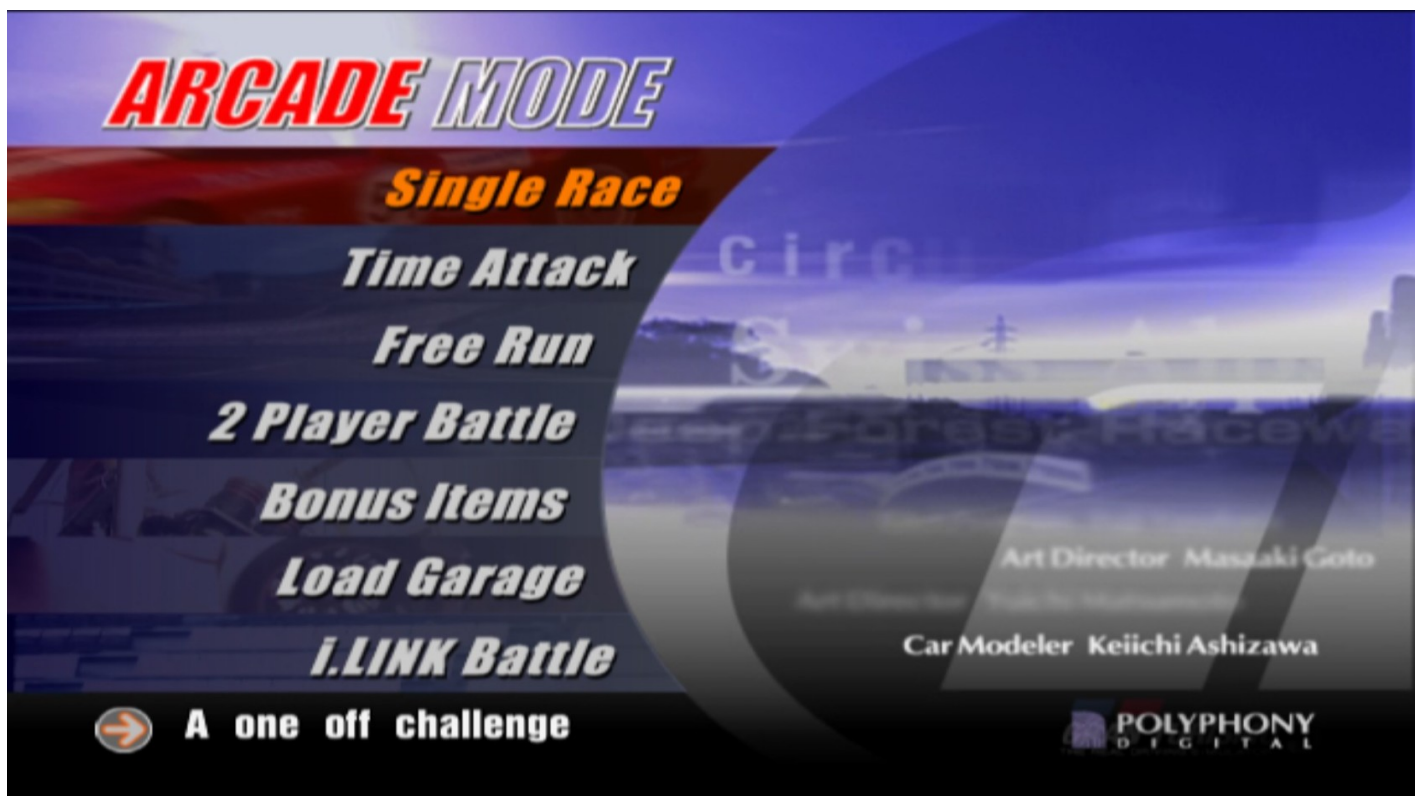 ARCADE MODE
Single Race
Time Attack
Free Run
2 Player Battle
Bonus Items
Load Garage
i.LINK Battle
Art Director Masaaki Goto
Car Modeler Keiichi Ashizawa
A one off challenge
POLYPHONY
DIGITAL